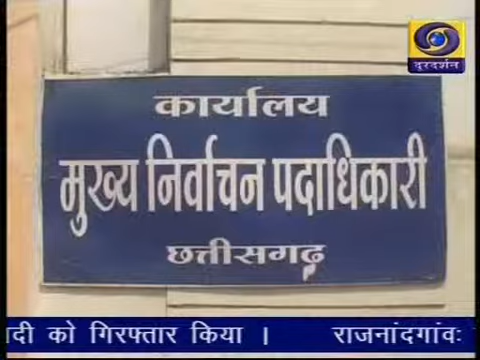 दूरदर्शन
कार्यालय
मुख्य निर्वाचन पदाधिकारी
छत्तीसगढ़
को गिरफ्तार किया । राजनांदगांवः